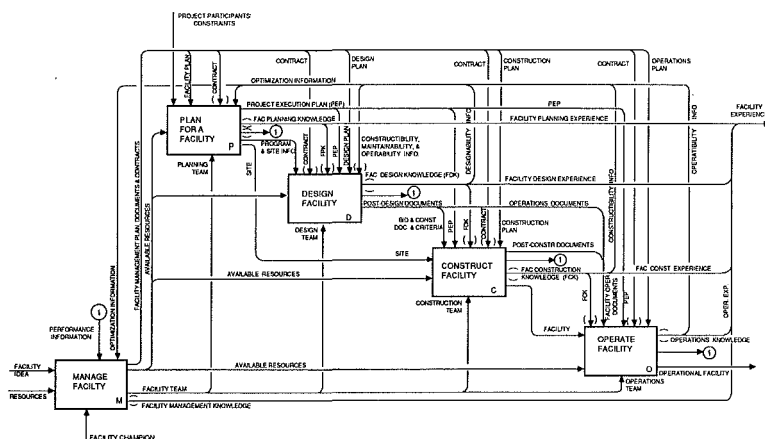 PROJECT PARTICIPANTS'
CONSTRAINTS
FACILITY PLAN
CONTRACT
CONTRACT
DESIGN
PLAN
CONTRACT
CONSTRUCTION
PLAN
CONTRACT
OPERATIONS
PLAN
OPTIMIZATION INFORMATION
PROJECT EXECUTION PLAN (PEP)
PEP
FAC PLANNING KNOWLEDGE
FACILITY PLANNING EXPERIENCE
FACILITY
EXPERIENCE
PLAN
FOR A
FACILITY
P
PLANNING
TEAM
PROGRAM
& SITE INFO
SITE
CONTRACT
FPK
PEP
DESIGN PLAN
CONSTRUCTIBILITY,
MAINTAINABILITY, &
OPERABILITY INFO.
DESIGNABILITY INFO
CONSTRUCTIBILITY INFO
OPERATIBILITY INFO
FAC DESIGN KNOWLEDGE (FDK)
FACILITY DESIGN EXPERIENCE
DESIGN
FACILITY
D
DESIGN
TEAM
POST-DESIGN DOCUMENTS
OPERATIONS DOCUMENTS
BID & CONST
DOC & CRITERIA
PEP
FDK
CONTRACT
CONSTRUCTION
PLAN
SITE
POST-CONSTR DOCUMENTS
CONSTRUCT
FACILITY
C
CONSTRUCTION
TEAM
FAC CONSTRUCTION
KNOWLEDGE (FCK)
FAC CONST EXPERIENCE
AVAILABLE RESOURCES
FACILITY MANAGEMENT PLAN, DOCUMENTS & CONTRACTS
AVAILABLE RESOURCES
OPTIMIZATION INFORMATION
FCK
FACILITY OPER
DOCUMENTS
PEP
OPER. EXP.
FACILITY
OPERATE
FACILITY
O
OPERATIONS KNOWLEDGE
OPERATIONAL FACILITY
OPERATIONS
TEAM
PERFORMANCE
INFORMATION
FACILITY
IDEA
RESOURCES
MANAGE
FACILTY
M
AVAILABLE RESOURCES
FACILITY TEAM
FACILITY MANAGEMENT KNOWLEDGE
FACILITY CHAMPION